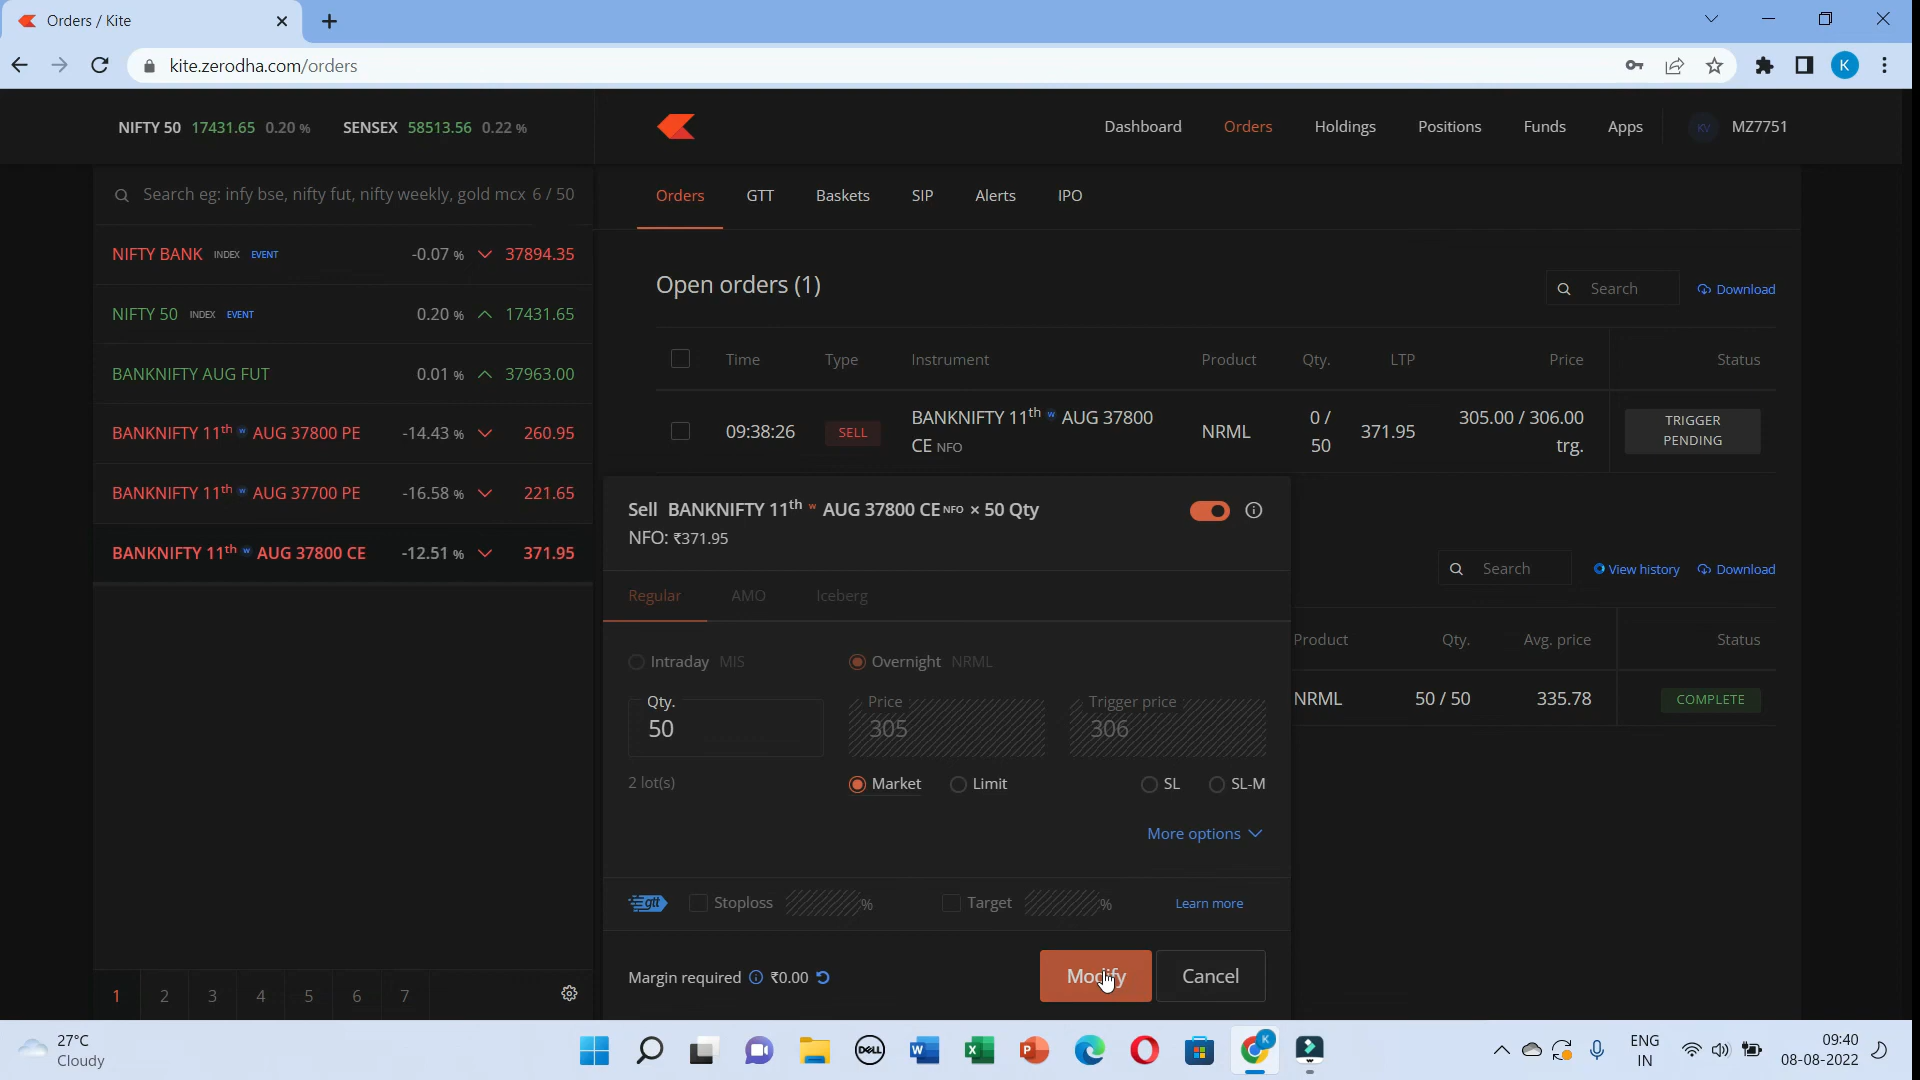 Orders / Kite
kite.zerodha.com/orders
K
NIFTY 50 17431.65 0.20 % SENSEX 58513.56 0.22 %
Dashboard Orders Holdings Positions Funds Apps KV MZ7751
Search eg: infy bse, nifty fut, nifty weekly, gold mcx 6 / 50
NIFTY BANK INDEX EVENT -0.07 % 37894.35
NIFTY 50 INDEX EVENT 0.20 % 17431.65
BANKNIFTY AUG FUT 0.01 % 37963.00
BANKNIFTY 11th w AUG 37800 PE -14.43 % 260.95
BANKNIFTY 11th w AUG 37700 PE -16.58 % 221.65
BANKNIFTY 11th w AUG 37800 CE -12.51 % 371.95
1 2 3 4 5 6 7
Orders GTT Baskets SIP Alerts IPO
Open orders (1)
Search Download
Time Type Instrument Product Qty. LTP Price Status
09:38:26 SELL BANKNIFTY 11th w AUG 37800 CE NFO NRML 0 / 50 371.95 305.00 / 306.00 trg. TRIGGER PENDING
Sell BANKNIFTY 11th w AUG 37800 CE NFO × 50 Qty
NFO: ₹371.95
Regular AMO Iceberg
Intraday MIS Overnight NRML
Qty. Price Trigger price
50 305 306
2 lot(s) Market Limit SL SL-M
More options
gtt Stoploss % Target % Learn more
Margin required ₹0.00 Modify Cancel
Search View history Download
Product Qty. Avg. price Status
NRML 50 / 50 335.78 COMPLETE
27°C
Cloudy
DELL
K
ENG
IN
09:40
08-08-2022